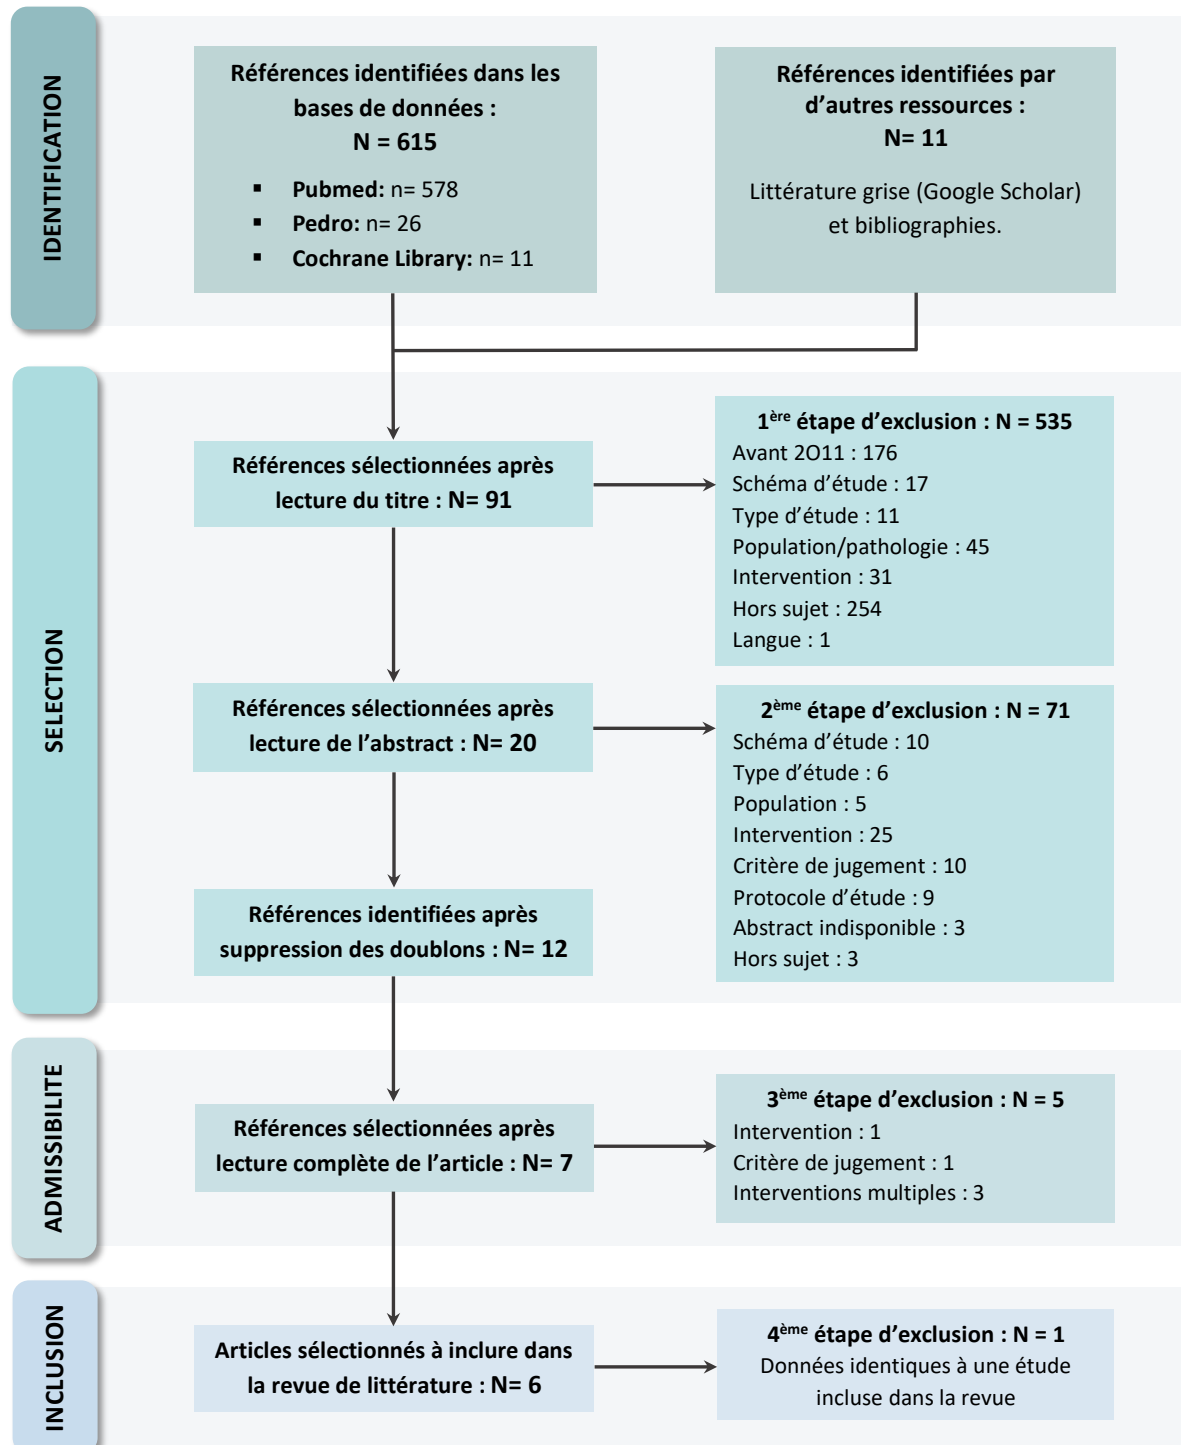 IDENTIFICATION
Références identifiées dans les
bases de données :
N = 615
▪ Pubmed: n= 578
▪ Pedro: n= 26
▪ Cochrane Library: n= 11
Références identifiées par
d’autres ressources :
N= 11
Littérature grise (Google Scholar)
et bibliographies.
SELECTION
Références sélectionnées après
lecture du titre : N= 91
1ère étape d’exclusion : N = 535
Avant 2O11 : 176
Schéma d’étude : 17
Type d’étude : 11
Population/pathologie : 45
Intervention : 31
Hors sujet : 254
Langue : 1
Références sélectionnées après
lecture de l’abstract : N= 20
2ème étape d’exclusion : N = 71
Schéma d’étude : 10
Type d’étude : 6
Population : 5
Intervention : 25
Critère de jugement : 10
Protocole d’étude : 9
Abstract indisponible : 3
Hors sujet : 3
Références identifiées après
suppression des doublons : N= 12
ADMISSIBILITE
Références sélectionnées après
lecture complète de l’article : N= 7
3ème étape d’exclusion : N = 5
Intervention : 1
Critère de jugement : 1
Interventions multiples : 3
INCLUSION
Articles sélectionnés à inclure dans
la revue de littérature : N= 6
4ème étape d’exclusion : N = 1
Données identiques à une étude
incluse dans la revue